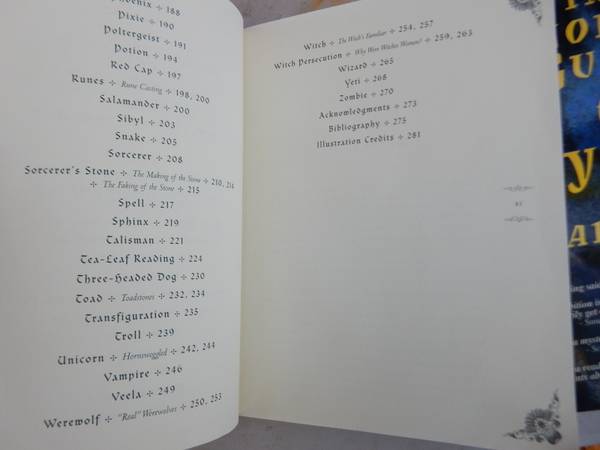 Phoenix ✢ 188
Pixie ✢ 190
Poltergeist ✢ 191
Potion ✢ 194
Red Cap ✢ 197
Runes ✢ Rune Casting ✢ 198, 200
Salamander ✢ 200
Sibyl ✢ 203
Snake ✢ 205
Sorcerer ✢ 208
Sorcerer's Stone ✢ The Making of the Stone ✢ 210, 214
✢ The Faking of the Stone ✢ 215
Spell ✢ 217
Sphinx ✢ 219
Talisman ✢ 221
Tea-Leaf Reading ✢ 224
Three-Headed Dog ✢ 230
Toad ✢ Toadstones ✢ 232, 234
Transfiguration ✢ 235
Troll ✢ 239
Unicorn ✢ Hornswoggled ✢ 242, 244
Vampire ✢ 246
Veela ✢ 249
Werewolf ✢ "Real" Werewolves ✢ 250, 253
Witch ✢ The Witch's Familiar ✢ 254, 257
Witch Persecution ✢ Why Were Witches Women? ✢ 259, 263
Wizard ✢ 265
Yeti ✢ 268
Zombie ✢ 270
Acknowledgments ✢ 273
Bibliography ✢ 275
Illustration Credits ✢ 281